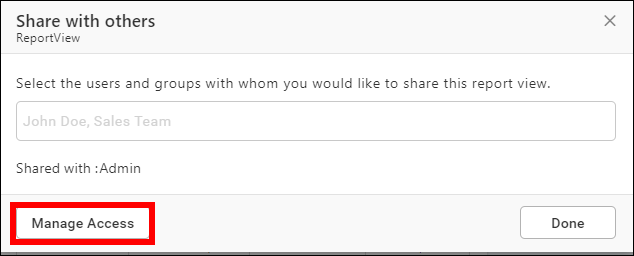 Share with others
ReportView
Select the users and groups with whom you would like to share this report view.
John Doe, Sales Team
Shared with :Admin
Manage Access
Done